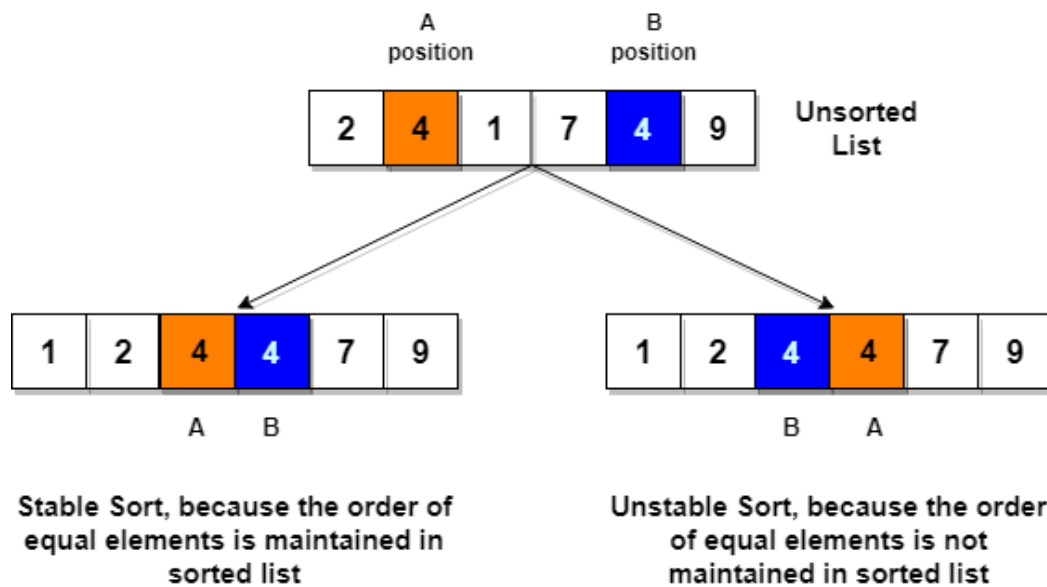 A position
B position
2 4 1 7 4 9
Unsorted
List
1 2 4 4 7 9
A B
Stable Sort, because the order of
equal elements is maintained in
sorted list
1 2 4 4 7 9
B A
Unstable Sort, because the order
of equal elements is not
maintained in sorted list